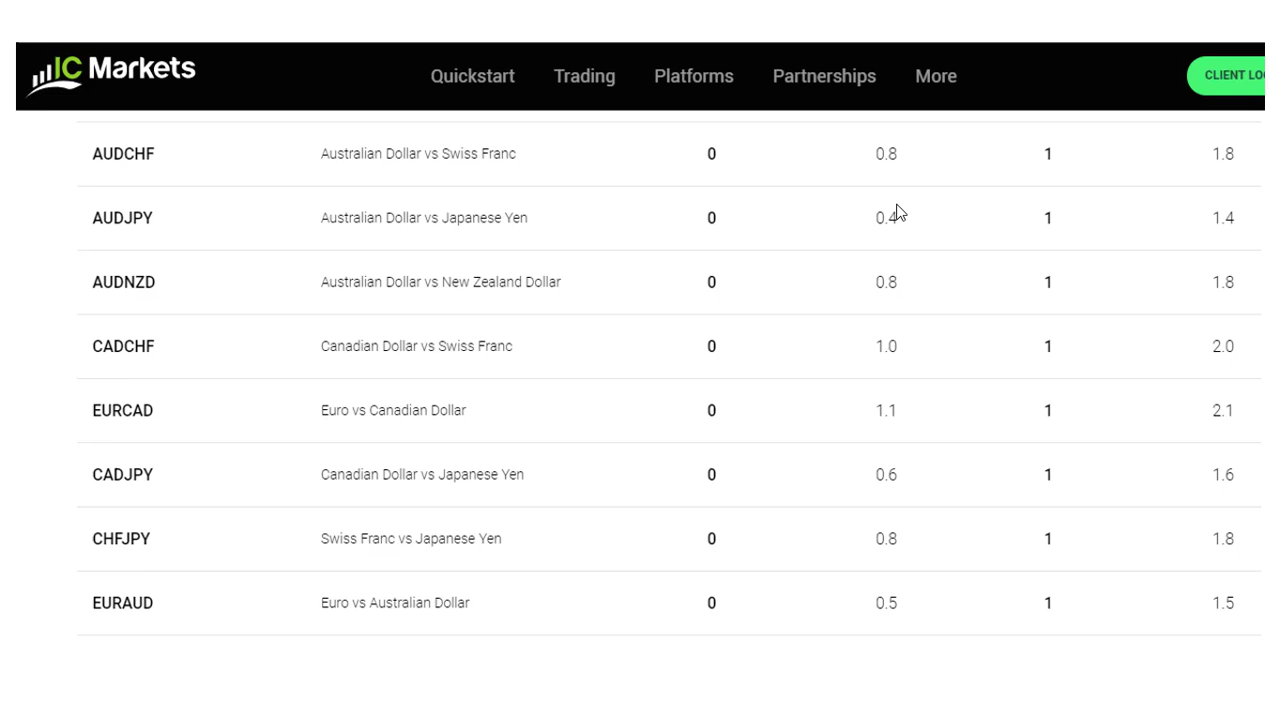 IC Markets Quickstart Trading Platforms Partnerships More CLIENT LO
AUDCHF Australian Dollar vs Swiss Franc 0 0.8 1 1.8
AUDJPY Australian Dollar vs Japanese Yen 0 0.4 1 1.4
AUDNZD Australian Dollar vs New Zealand Dollar 0 0.8 1 1.8
CADCHF Canadian Dollar vs Swiss Franc 0 1.0 1 2.0
EURCAD Euro vs Canadian Dollar 0 1.1 1 2.1
CADJPY Canadian Dollar vs Japanese Yen 0 0.6 1 1.6
CHFJPY Swiss Franc vs Japanese Yen 0 0.8 1 1.8
EURAUD Euro vs Australian Dollar 0 0.5 1 1.5